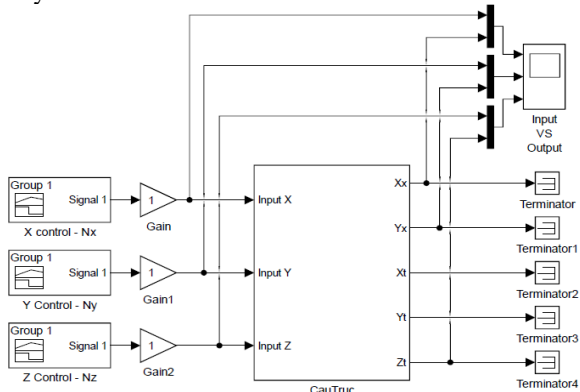 Input
VS
Output
Group 1
Signal 1
X control - Nx
1
Gain
Input X
Xx
Terminator
Group 1
Signal 1
Y Control - Ny
1
Gain1
Input Y
Yx
Terminator1
Xt
Terminator2
Group 1
Signal 1
Z Control - Nz
1
Gain2
Input Z
Yt
Terminator3
Zt
Terminator4
CauTruc